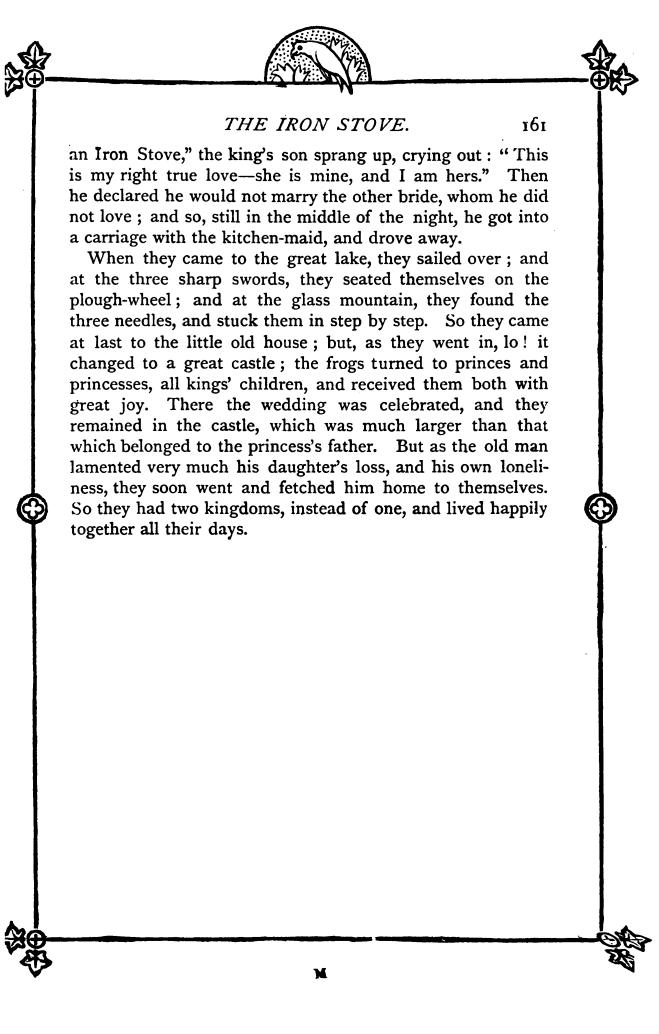 THE IRON STOVE. 161
an Iron Stove,” the king’s son sprang up, crying out : “ This
is my right true love—she is mine, and I am hers.” Then
he declared he would not marry the other bride, whom he did
not love ; and so, still in the middle of the night, he got into
a carriage with the kitchen-maid, and drove away.
When they came to the great lake, they sailed over ; and
at the three sharp swords, they seated themselves on the
plough-wheel ; and at the glass mountain, they found the
three needles, and stuck them in step by step. So they came
at last to the little old house ; but, as they went in, lo ! it
changed to a great castle ; the frogs turned to princes and
princesses, all kings’ children, and received them both with
great joy. There the wedding was celebrated, and they
remained in the castle, which was much larger than that
which belonged to the princess’s father. But as the old man
lamented very much his daughter’s loss, and his own loneli-
ness, they soon went and fetched him home to themselves.
So they had two kingdoms, instead of one, and lived happily
together all their days.
M